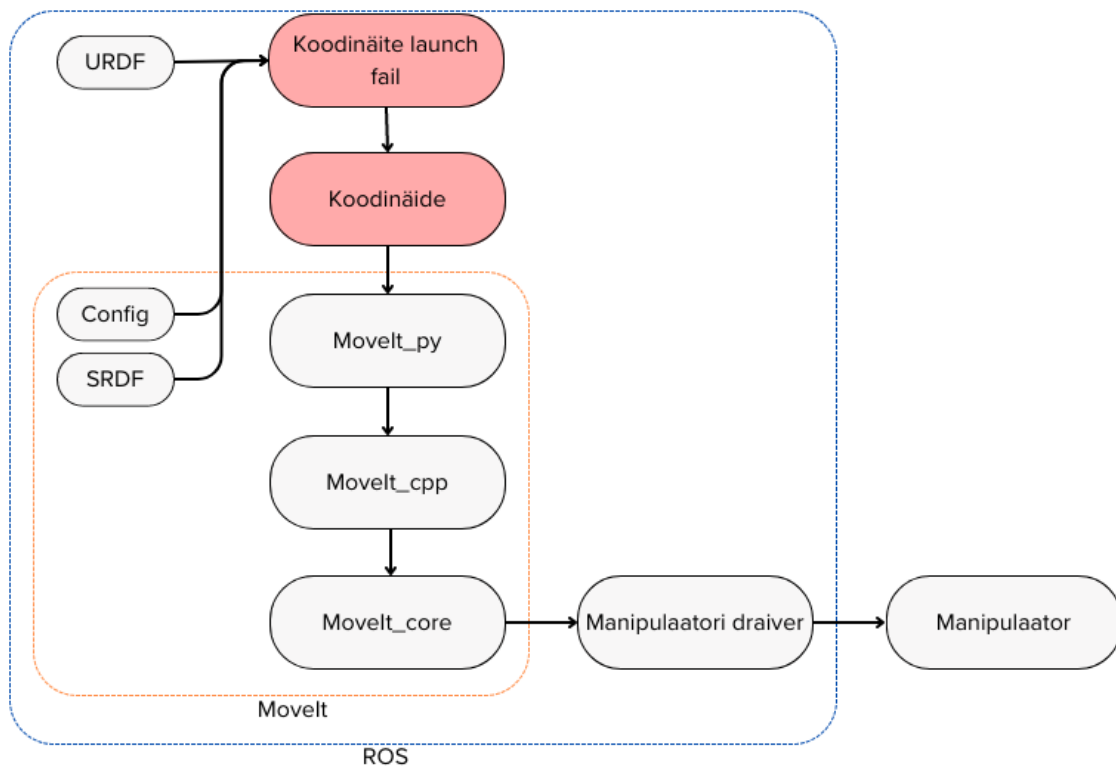 Koodinäite launch
fail
URDF
Koodinäide
Config
MoveIt_py
SRDF
MoveIt_cpp
MoveIt_core
Manipulaatori draiver
Manipulaator
MoveIt
ROS